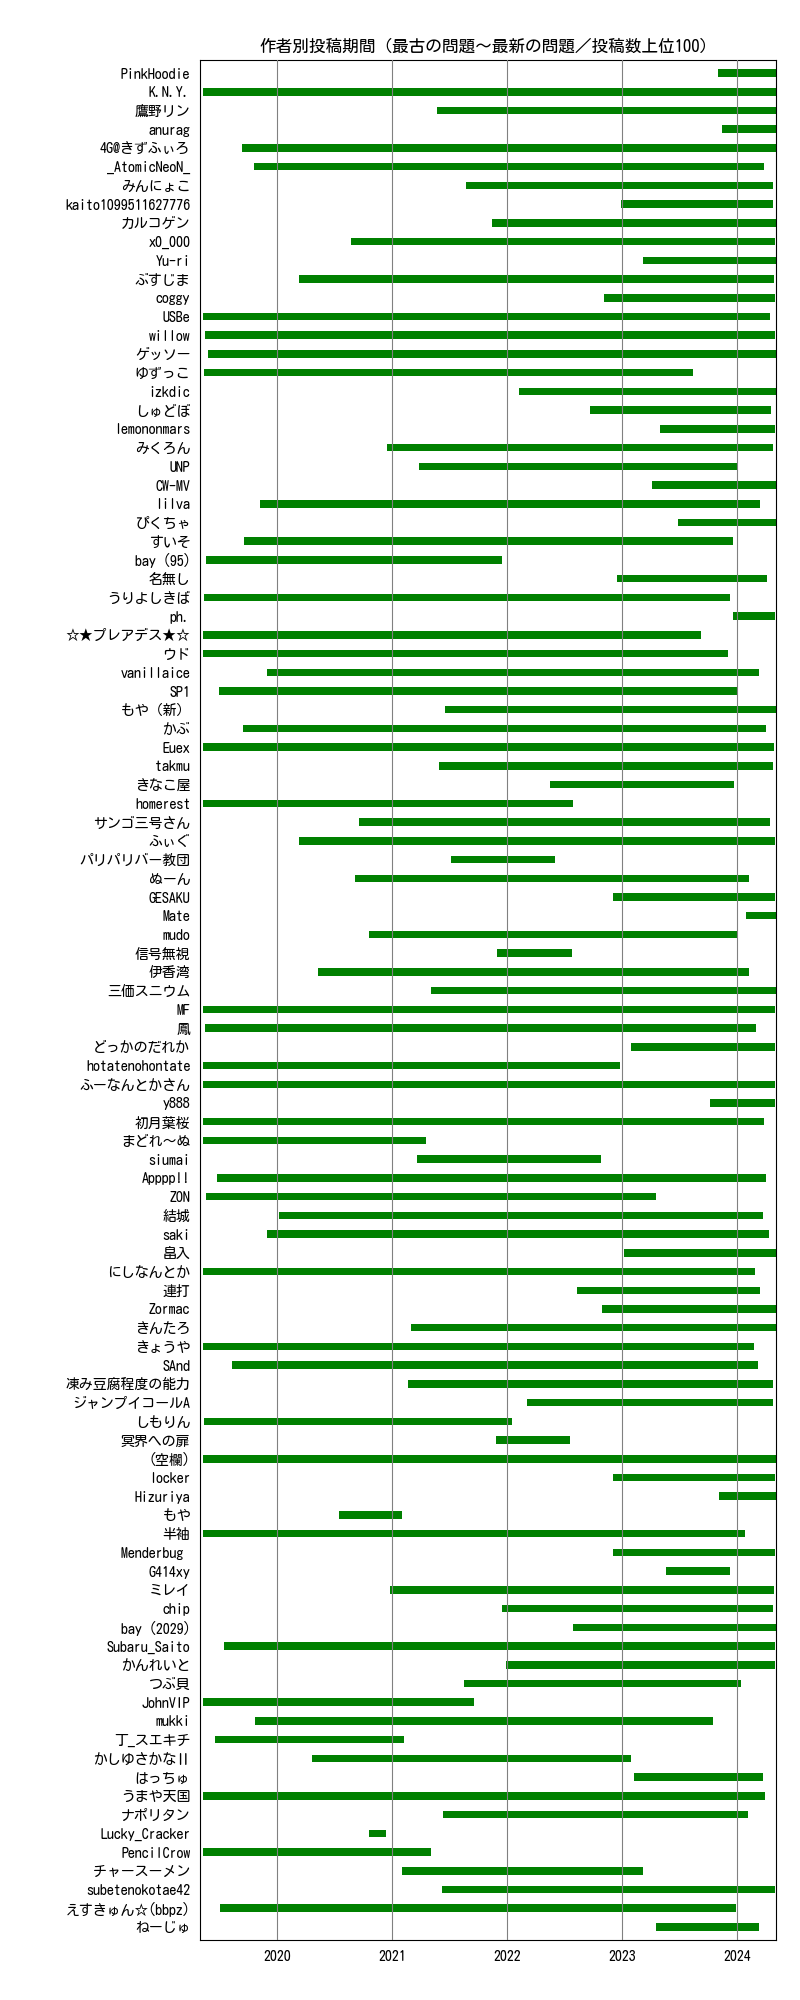 作者別投稿期間（最古の問題～最新の問題／投稿数上位100）
PinkHoodie
K.N.Y.
鷹野リン
anurag
4G@きずふぃろ
_AtomicNeoN_
みんにょこ
kaito1099511627776
カルコゲン
x0_000
Yu-ri
ぶすじま
coggy
USBe
willow
ゲッソー
ゆずっこ
izkdic
しゅどぼ
lemononmars
みくろん
UNP
CW-MV
lilva
ぴくちゃ
すいそ
bay (95)
名無し
うりよしきば
ph.
☆★プレアデス★☆
ウド
vanillaice
SP1
もや（新）
かぶ
Euex
takmu
きなこ屋
homerest
サンゴ三号さん
ふぃぐ
パリパリバー教団
ぬーん
GESAKU
Mate
mudo
信号無視
伊香湾
三価スニウム
MF
鳳
どっかのだれか
hotatenohontate
ふーなんとかさん
y888
初月葉桜
まどれ～ぬ
siumai
Appppll
ZON
結城
saki
畠入
にしなんとか
連打
Zormac
きんたろ
きょうや
SAnd
凍み豆腐程度の能力
ジャンプイコールA
しもりん
冥界への扉
(空欄)
locker
Hizuriya
もや
半袖
Menderbug
G414xy
ミレイ
chip
bay (2029)
Subaru_Saito
かんれいと
つぶ貝
JohnVIP
mukki
丁_スエキチ
かしゆさかなII
はっちゅ
うまや天国
ナポリタン
Lucky_Cracker
PencilCrow
チャースーメン
subetenokotae42
えすきゅん☆(bbpz)
ねーじゅ
2020 2021 2022 2023 2024